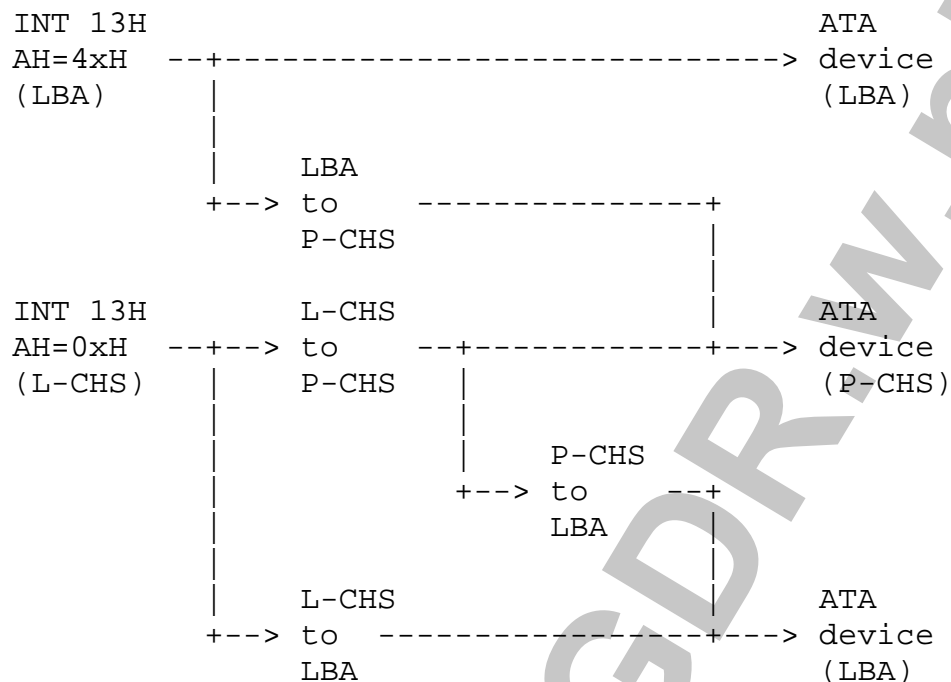 INT 13H ATA
AH=4xH --+-----------------------------> device
(LBA) | (LBA)
|
| LBA
+--> to ---------------+
P-CHS |
|
INT 13H L-CHS | ATA
AH=0xH --+--> to --+------------+---> device
(L-CHS) | P-CHS | (P-CHS)
| |
| | P-CHS
| +--> to --+
| LBA |
| |
| L-CHS | ATA
+--> to -----------------+---> device
LBA (LBA)
GDR.w